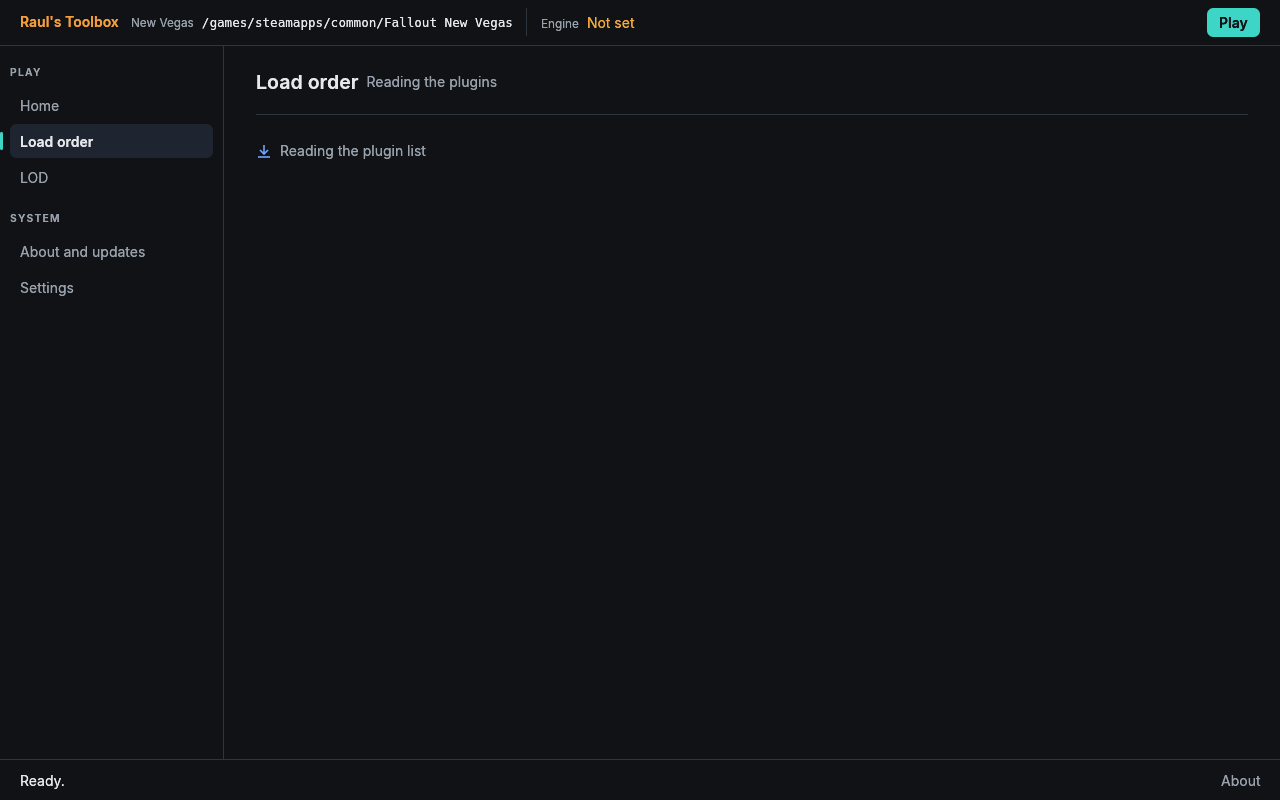 Raul's Toolbox New Vegas /games/steamapps/common/Fallout New Vegas Engine Not set Play
PLAY
Home
Load order
LOD
SYSTEM
About and updates
Settings
Load order Reading the plugins
Reading the plugin list
Ready. About